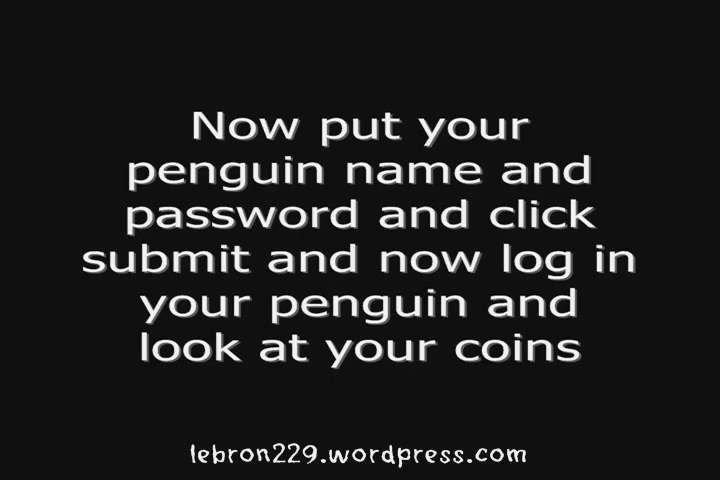 Now put your
penguin name and
password and click
submit and now log in
your penguin and
look at your coins
lebron229.wordpress.com